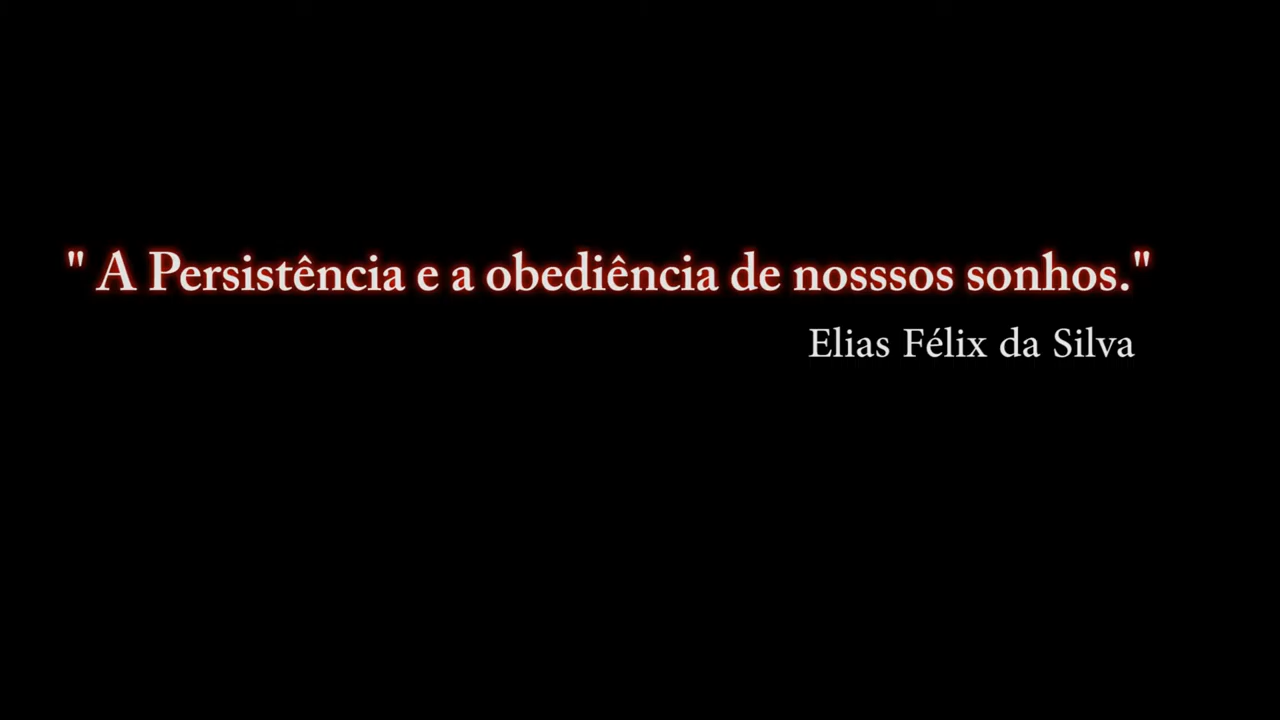 " A Persistência e a obediência de nosssos sonhos."
Elias Félix da Silva